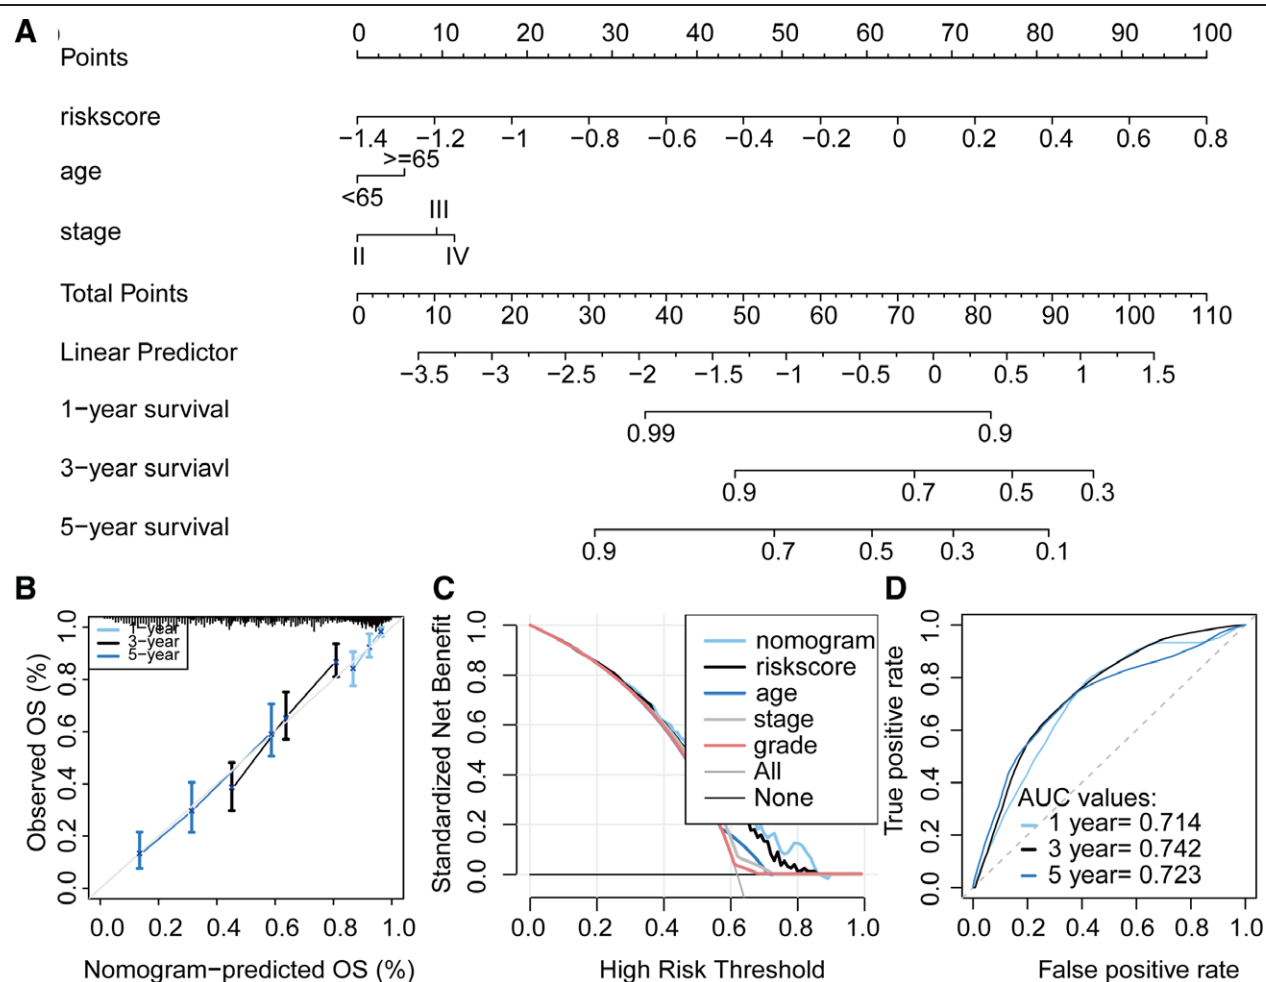 A
0 10 20 30 40 50 60 70 80 90 100
Points
riskscore
−1.4 −1.2 −1 −0.8 −0.6 −0.4 −0.2 0 0.2 0.4 0.6 0.8
>=65
age
<65
III
stage
II IV
Total Points
0 10 20 30 40 50 60 70 80 90 100 110
Linear Predictor
−3.5 −3 −2.5 −2 −1.5 −1 −0.5 0 0.5 1 1.5
1−year survival
0.99 0.9
3−year surviavl
0.9 0.7 0.5 0.3
5−year survival
0.9 0.7 0.5 0.3 0.1
B
Observed OS (%)
1.0
0.8
0.6
0.4
0.2
0.0
1−year
3−year
5−year
0.0 0.2 0.4 0.6 0.8 1.0
Nomogram−predicted OS (%)
C
Standardized Net Benefit
1.0
0.8
0.6
0.4
0.2
0.0
nomogram
riskscore
age
stage
grade
All
None
0.0 0.2 0.4 0.6 0.8 1.0
High Risk Threshold
D
True positive rate
1.0
0.8
0.6
0.4
0.2
0.0
AUC values:
1 year= 0.714
3 year= 0.742
5 year= 0.723
0.0 0.2 0.4 0.6 0.8 1.0
False positive rate